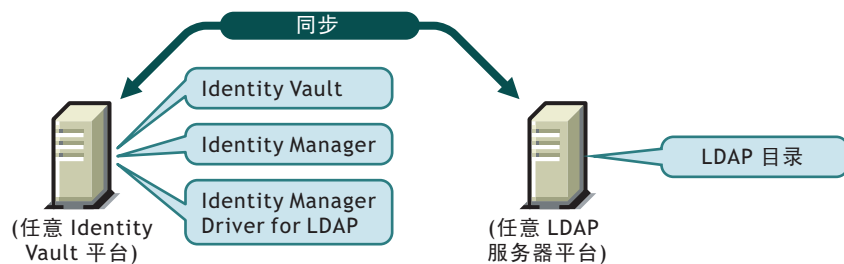 同步
Identity Vault
Identity Manager
Identity Manager
Driver for LDAP
LDAP 目录
(任意 Identity
Vault 平台)
(任意 LDAP
服务器平台)